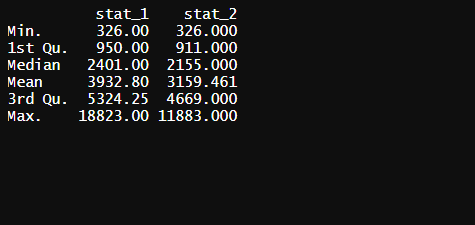 stat_1 stat_2
Min. 326.00 326.000
1st Qu. 950.00 911.000
Median 2401.00 2155.000
Mean 3932.80 3159.461
3rd Qu. 5324.25 4669.000
Max. 18823.00 11883.000